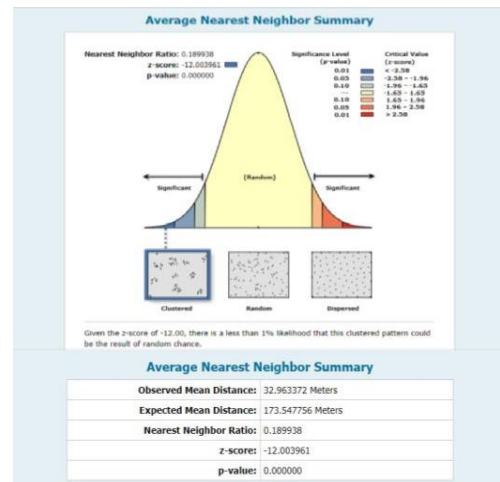 Average Nearest Neighbor Summary
Nearest Neighbor Ratio: 0.189938
z-score: -12.003961
p-value: 0.000000
Significance Level
(p-value)
Critical Value
(z-score)
0.01 < -2.58
0.05 -2.58 - -1.96
0.10 -1.96 - -1.65
--- -1.65 - 1.65
0.10 1.65 - 1.96
0.05 1.96 - 2.58
0.01 > 2.58
Significant
(Random)
Significant
Clustered
Random
Dispersed
Given the z-score of -12.00, there is a less than 1% likelihood that this clustered pattern could
be the result of random chance.
Average Nearest Neighbor Summary
Observed Mean Distance: 32.963372 Meters
Expected Mean Distance: 173.547756 Meters
Nearest Neighbor Ratio: 0.189938
z-score: -12.003961
p-value: 0.000000